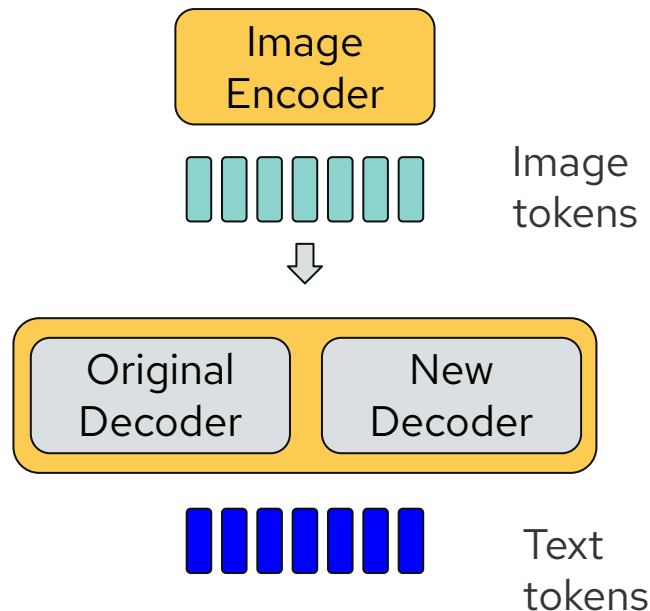 Image
Encoder
Image
tokens
Original
Decoder
New
Decoder
Text
tokens